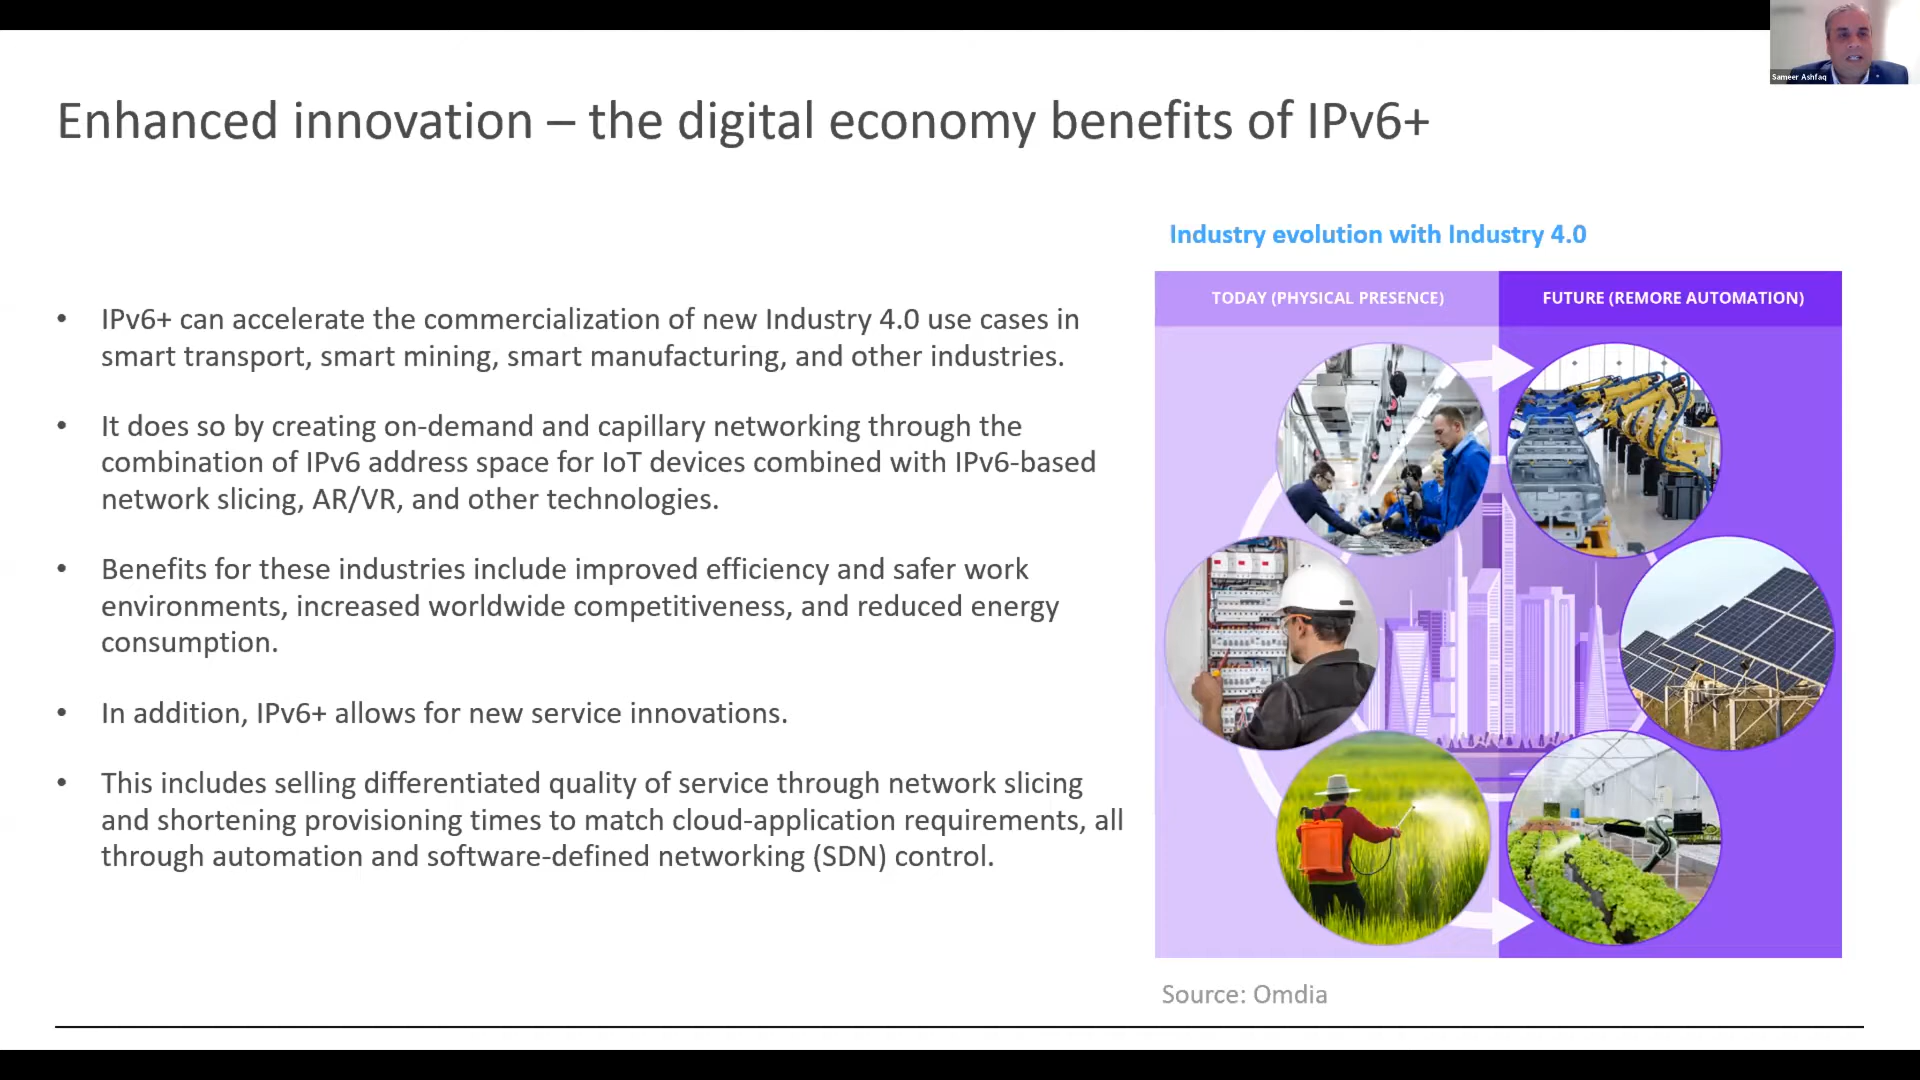 Sameer Ashfaq
Enhanced innovation – the digital economy benefits of IPv6+
• IPv6+ can accelerate the commercialization of new Industry 4.0 use cases in
smart transport, smart mining, smart manufacturing, and other industries.
• It does so by creating on-demand and capillary networking through the
combination of IPv6 address space for IoT devices combined with IPv6-based
network slicing, AR/VR, and other technologies.
• Benefits for these industries include improved efficiency and safer work
environments, increased worldwide competitiveness, and reduced energy
consumption.
• In addition, IPv6+ allows for new service innovations.
• This includes selling differentiated quality of service through network slicing
and shortening provisioning times to match cloud-application requirements, all
through automation and software-defined networking (SDN) control.
Industry evolution with Industry 4.0
TODAY (PHYSICAL PRESENCE)
FUTURE (REMORE AUTOMATION)
Source: Omdia